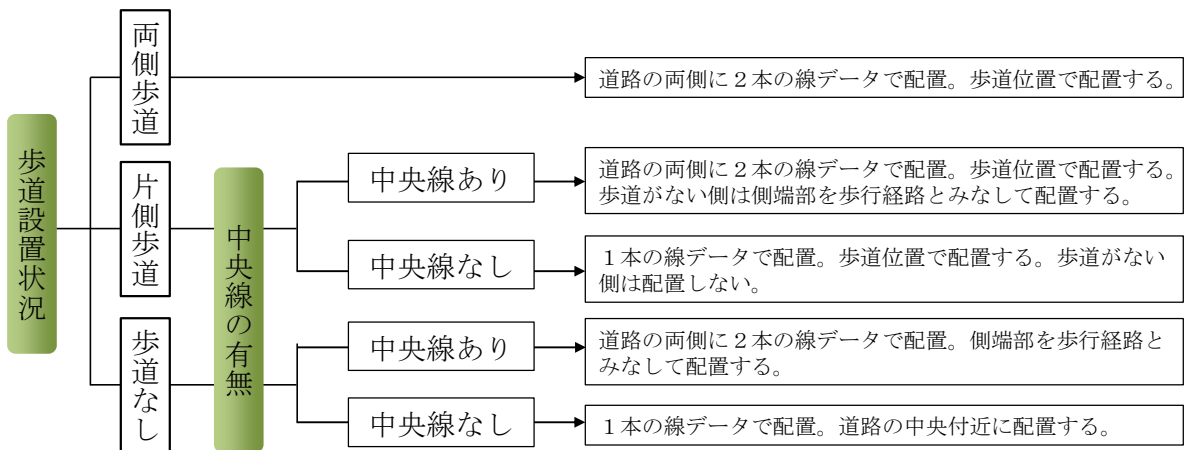 歩道設置状況
両側歩道
道路の両側に２本の線データで配置。歩道位置で配置する。
片側歩道
中央線の有無
中央線あり
道路の両側に２本の線データで配置。歩道位置で配置する。
歩道がない側は側端部を歩行経路とみなして配置する。
中央線なし
１本の線データで配置。歩道位置で配置する。歩道がない
側は配置しない。
歩道なし
中央線あり
道路の両側に２本の線データで配置。側端部を歩行経路と
みなして配置する。
中央線なし
１本の線データで配置。道路の中央付近に配置する。